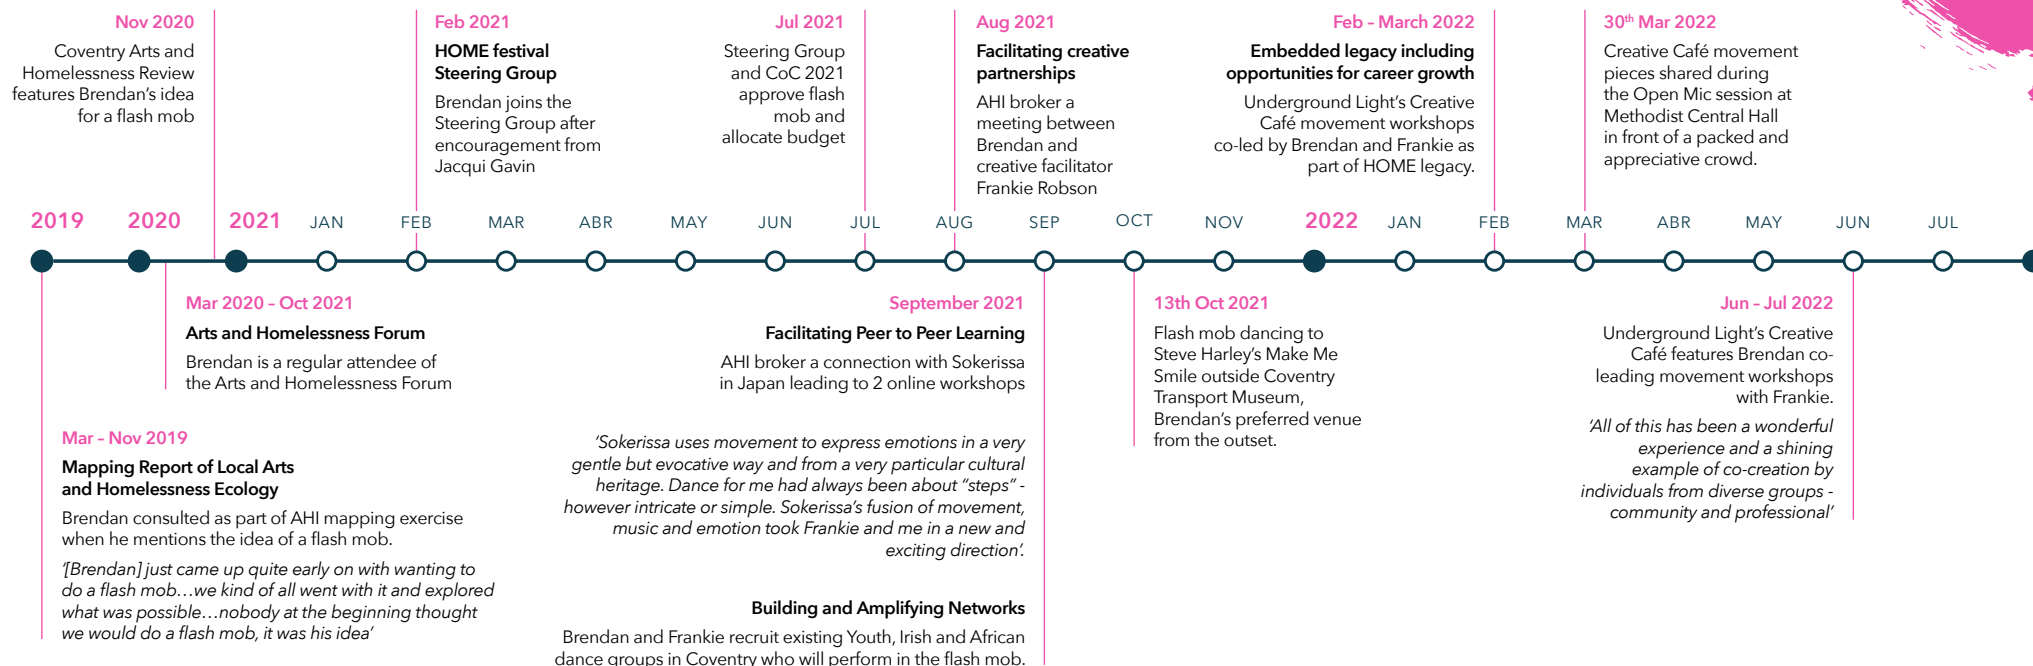 Nov 2020
Coventry Arts and
Homelessness Review
features Brendan's idea
for a flash mob
Feb 2021
HOME festival
Steering Group
Brendan joins the
Steering Group after
encouragement from
Jacqui Gavin
Jul 2021
Steering Group
and CoC 2021
approve flash
mob and
allocate budget
Aug 2021
Facilitating creative
partnerships
AHI broker a
meeting between
Brendan and
creative facilitator
Frankie Robson
Feb – March 2022
Embedded legacy including
opportunities for career growth
Underground Light's Creative
Café movement workshops
co-led by Brendan and Frankie as
part of HOME legacy.
30th Mar 2022
Creative Café movement
pieces shared during
the Open Mic session at
Methodist Central Hall
in front of a packed and
appreciative crowd.
2019 2020 2021 JAN FEB MAR ABR MAY JUN JUL AUG SEP OCT NOV 2022 JAN FEB MAR ABR MAY JUN JUL
Mar 2020 – Oct 2021
Arts and Homelessness Forum
Brendan is a regular attendee of
the Arts and Homelessness Forum
Mar – Nov 2019
Mapping Report of Local Arts
and Homelessness Ecology
Brendan consulted as part of AHI mapping exercise
when he mentions the idea of a flash mob.
'[Brendan] just came up quite early on with wanting to
do a flash mob…we kind of all went with it and explored
what was possible…nobody at the beginning thought
we would do a flash mob, it was his idea'
September 2021
Facilitating Peer to Peer Learning
AHI broker a connection with Sokerissa
in Japan leading to 2 online workshops
'Sokerissa uses movement to express emotions in a very
gentle but evocative way and from a very particular cultural
heritage. Dance for me had always been about "steps" -
however intricate or simple. Sokerissa's fusion of movement,
music and emotion took Frankie and me in a new and
exciting direction'.
Building and Amplifying Networks
Brendan and Frankie recruit existing Youth, Irish and African
dance groups in Coventry who will perform in the flash mob.
13th Oct 2021
Flash mob dancing to
Steve Harley's Make Me
Smile outside Coventry
Transport Museum,
Brendan's preferred venue
from the outset.
Jun – Jul 2022
Underground Light's Creative
Café features Brendan co-
leading movement workshops
with Frankie.
'All of this has been a wonderful
experience and a shining
example of co-creation by
individuals from diverse groups -
community and professional'